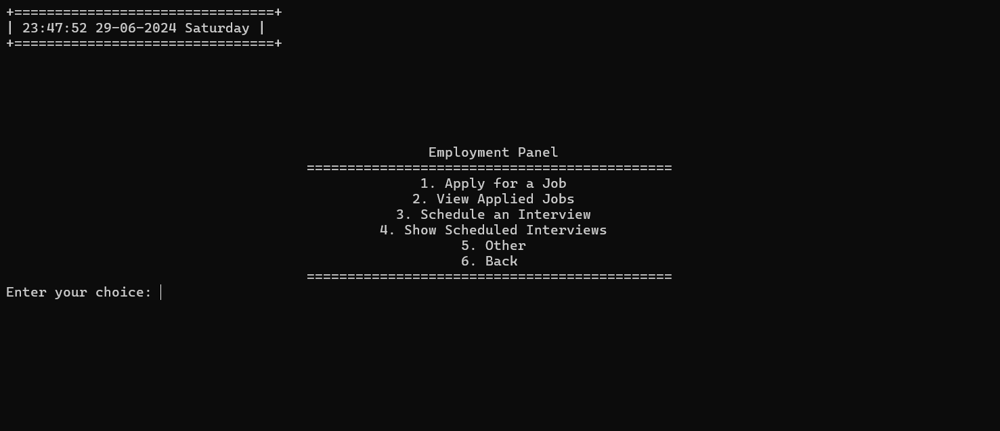 +================================+
| 23:47:52 29-06-2024 Saturday |
+================================+
Employment Panel
=============================================
1. Apply for a Job
2. View Applied Jobs
3. Schedule an Interview
4. Show Scheduled Interviews
5. Other
6. Back
=============================================
Enter your choice: